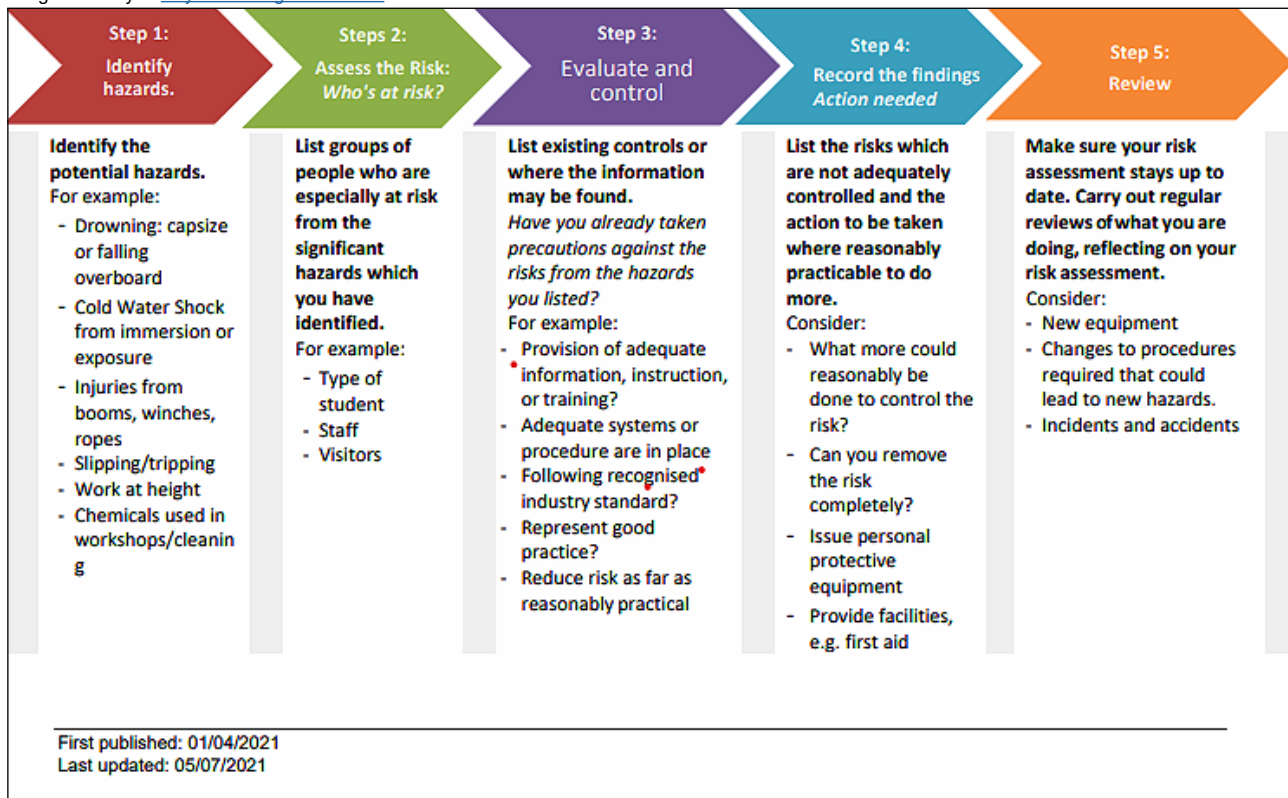 Step 1:
Identify
hazards.
Steps 2:
Assess the Risk:
Who's at risk?
Step 3:
Evaluate and
control
Step 4:
Record the findings
Action needed
Step 5:
Review
Identify the
potential hazards.
For example:
- Drowning: capsize
or falling
overboard
- Cold Water Shock
from immersion or
exposure
- Injuries from
booms, winches,
ropes
- Slipping/tripping
- Work at height
- Chemicals used in
workshops/cleanin
g
List groups of
people who are
especially at risk
from the
significant
hazards which
you have
identified.
For example:
- Type of
student
- Staff
- Visitors
List existing controls or
where the information
may be found.
Have you already taken
precautions against the
risks from the hazards
you listed?
For example:
- Provision of adequate
information, instruction,
or training?
- Adequate systems or
procedure are in place
- Following recognised
industry standard?
- Represent good
practice?
- Reduce risk as far as
reasonably practical
List the risks which
are not adequately
controlled and the
action to be taken
where reasonably
practicable to do
more.
Consider:
- What more could
reasonably be
done to control the
risk?
- Can you remove
the risk
completely?
- Issue personal
protective
equipment
- Provide facilities,
e.g. first aid
Make sure your risk
assessment stays up to
date. Carry out regular
reviews of what you are
doing, reflecting on your
risk assessment.
Consider:
- New equipment
- Changes to procedures
required that could
lead to new hazards.
- Incidents and accidents
First published: 01/04/2021
Last updated: 05/07/2021